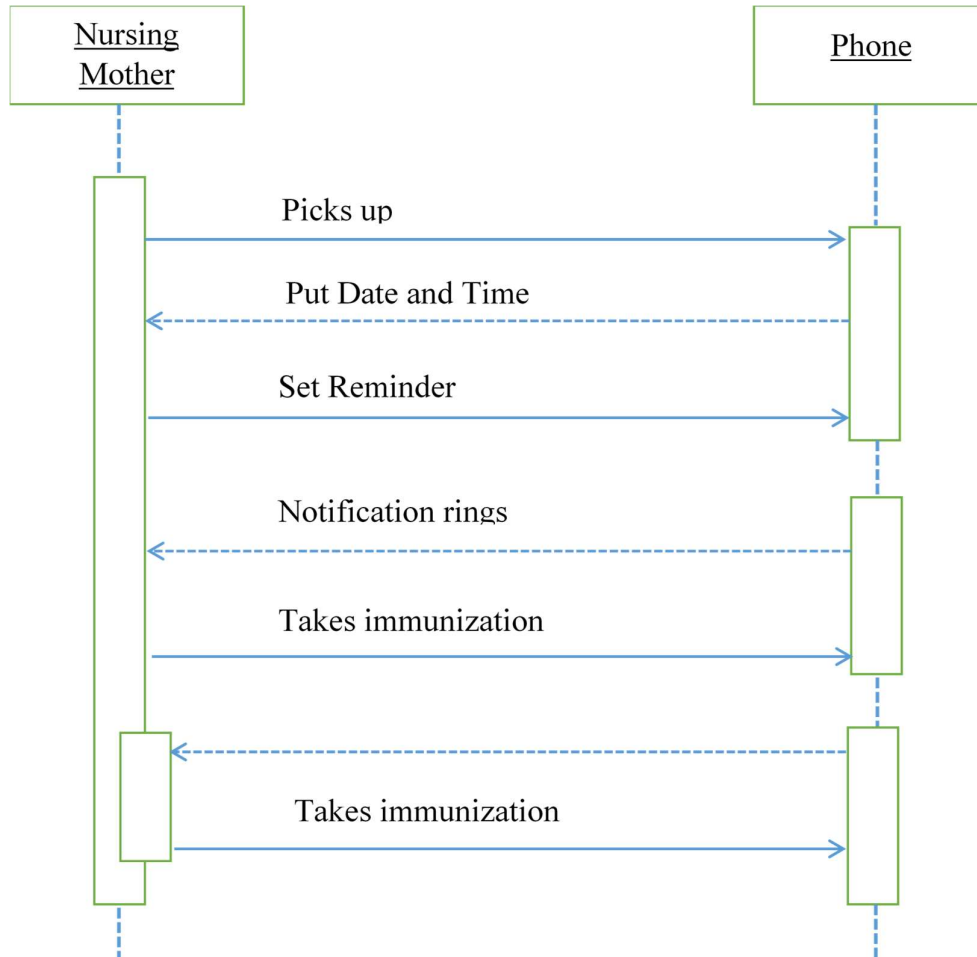 Nursing
Mother
Phone
Picks up
Put Date and Time
Set Reminder
Notification rings
Takes immunization
Takes immunization